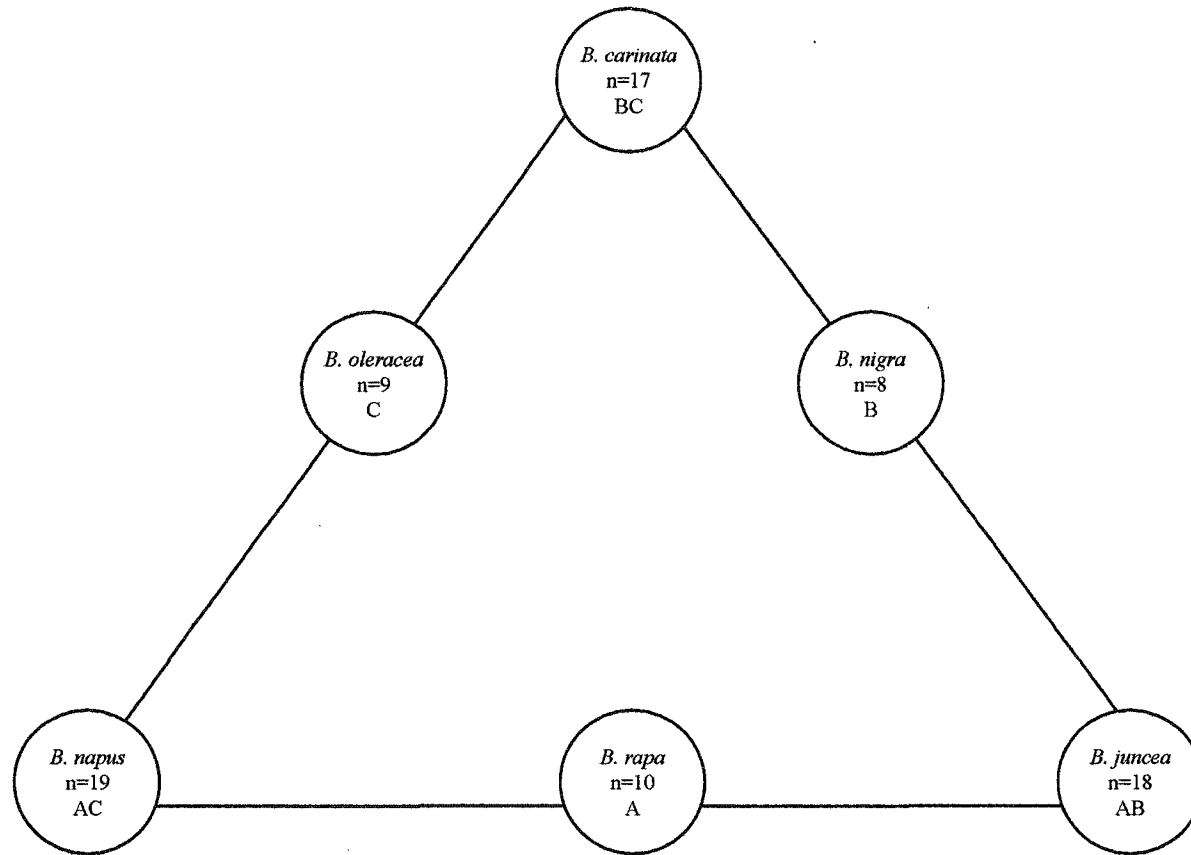 B. carinata
n=17
BC
B. oleracea
n=9
C
B. nigra
n=8
B
B. napus
n=19
AC
B. rapa
n=10
A
B. juncea
n=18
AB